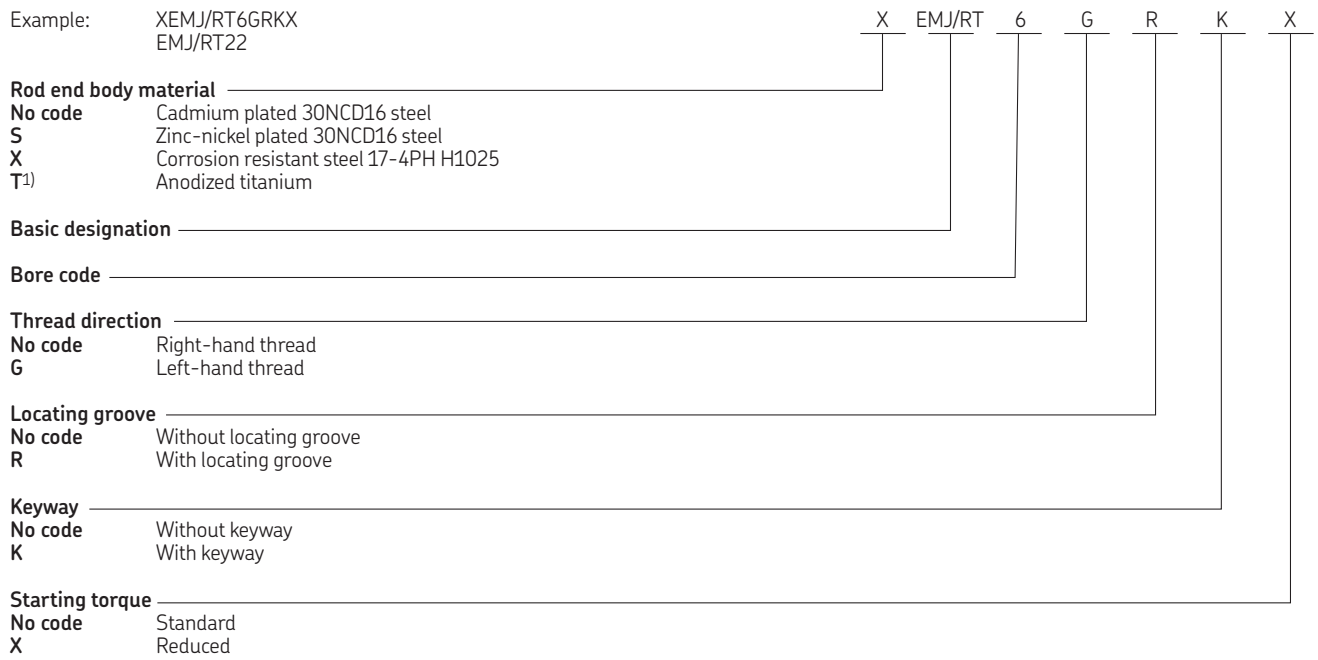 Example: XEMJ/RT6GRKX X EMJ/RT 6 G R K X
EMJ/RT22
Rod end body material
No code Cadmium plated 30NCD16 steel
S Zinc-nickel plated 30NCD16 steel
X Corrosion resistant steel 17-4PH H1025
T1) Anodized titanium
Basic designation
Bore code
Thread direction
No code Right-hand thread
G Left-hand thread
Locating groove
No code Without locating groove
R With locating groove
Keyway
No code Without keyway
K With keyway
Starting torque
No code Standard
X Reduced